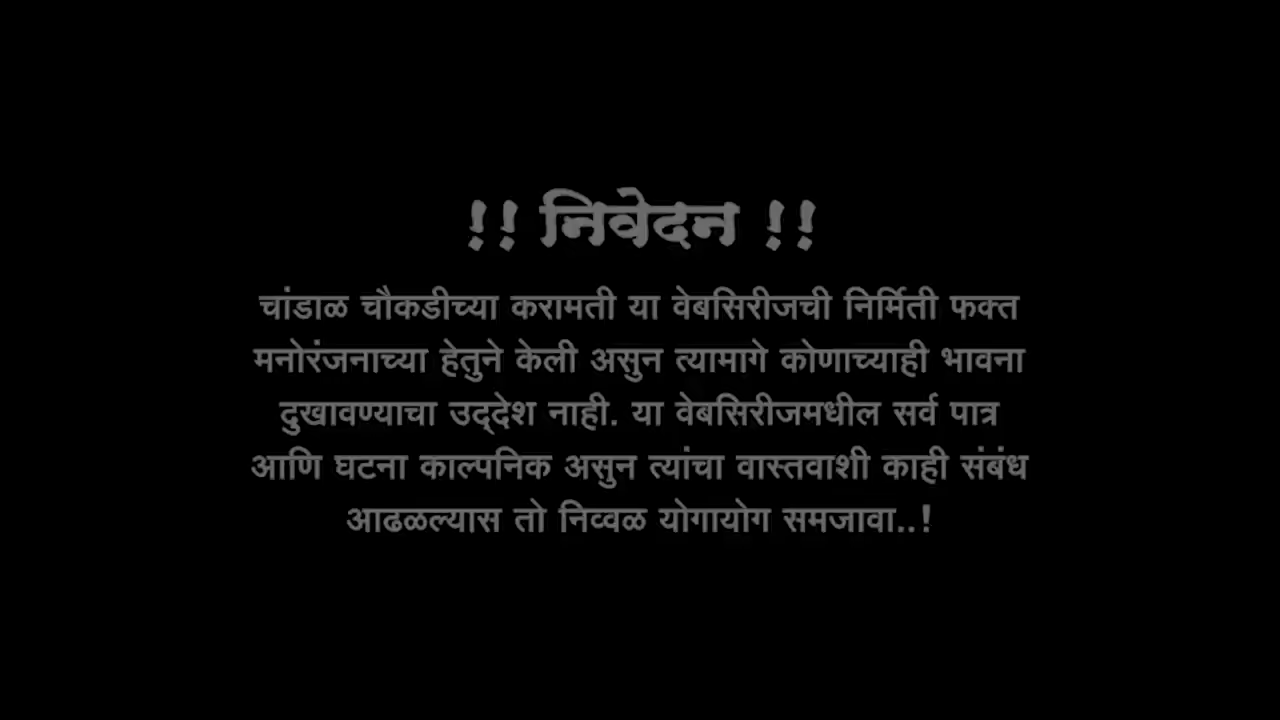 !! निवेदन !!
चांडाळ चौकडीच्या करामती या वेबसिरीजची निर्मिती फक्त
मनोरंजनाच्या हेतुने केली असुन त्यामागे कोणाच्याही भावना
दुखावण्याचा उद्‌देश नाही. या वेबसिरीजमधील सर्व पात्र
आणि घटना काल्पनिक असुन त्यांचा वास्तवाशी काही संबंध
आढळल्यास तो निव्वळ योगायोग समजावा..!